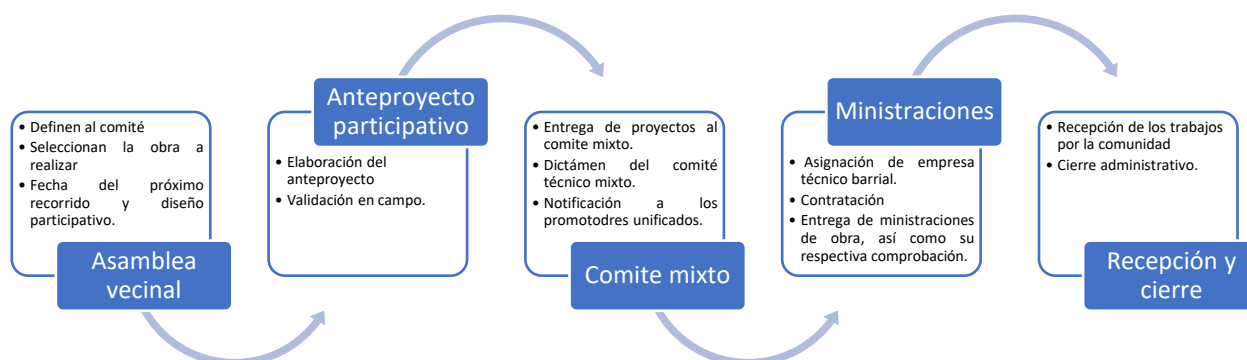 • Definen al comité
• Seleccionan la obra a
realizar
• Fecha del próximo
recorrido y diseño
participativo.
Asamblea
vecinal
Anteproyecto
participativo
• Elaboración del
anteproyecto
• Validación en campo.
• Entrega de proyectos al
comite mixto.
• Dictámen del comité
técnico mixto.
• Notificación a los
promotodres unificados.
Comite mixto
Ministraciones
• Asignación de empresa
técnico barrial.
• Contratación
• Entrega de ministraciones
de obra, así como su
respectiva comprobación.
• Recepción de los trabajos
por la comunidad
• Cierre administrativo.
Recepción y
cierre